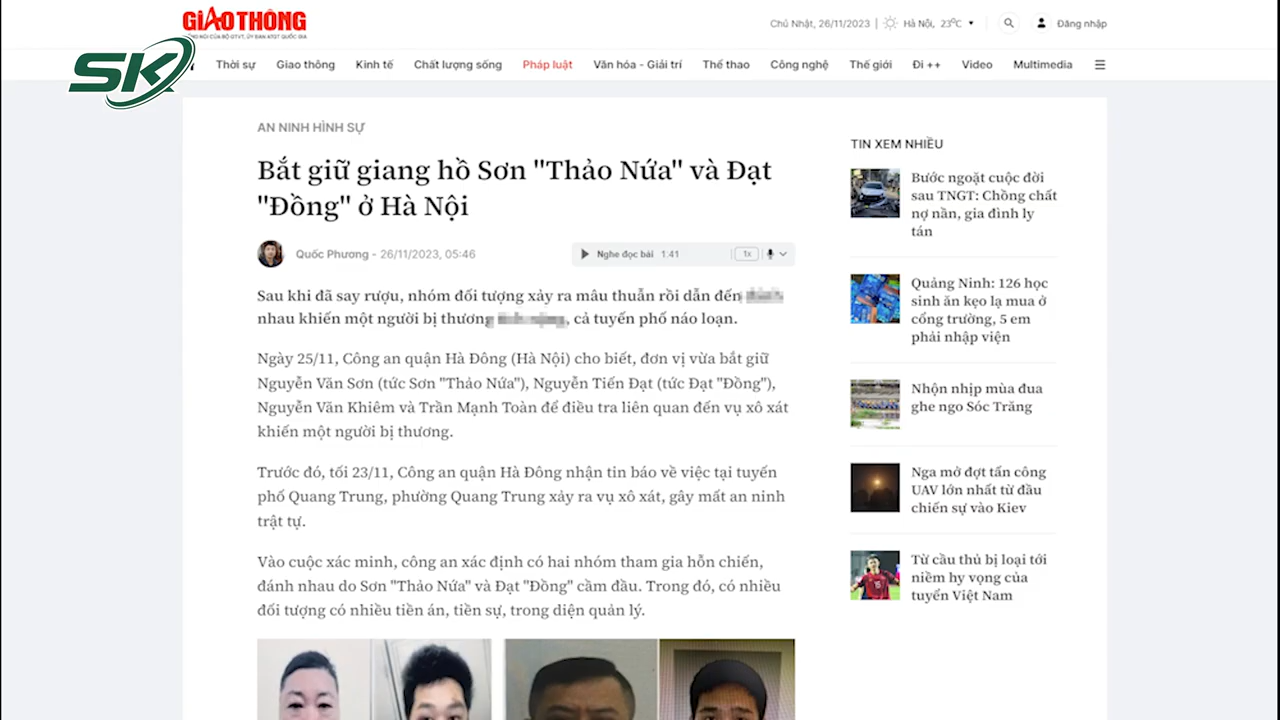 GIAO THÔNG
Chủ Nhật, 26/11/2023
Hà Nội, 23°C
Đăng nhập
SK
Thời sự Giao thông Kinh tế Chất lượng sống Pháp luật Văn hóa - Giải trí Thể thao Công nghệ Thế giới Đi ++ Video Multimedia
AN NINH HÌNH SỰ
Bắt giữ giang hồ Sơn "Thảo Nứa" và Đạt
"Đồng" ở Hà Nội
Quốc Phương - 26/11/2023, 05:46
Nghe đọc bài 1:41
1x
Sau khi đã say rượu, nhóm đối tượng xảy ra mâu thuẫn rồi dẫn đến
nhau khiến một người bị thương , cả tuyến phố náo loạn.
Ngày 25/11, Công an quận Hà Đông (Hà Nội) cho biết, đơn vị vừa bắt giữ
Nguyễn Văn Sơn (tức Sơn "Thảo Nứa"), Nguyễn Tiến Đạt (tức Đạt "Đồng"),
Nguyễn Văn Khiêm và Trần Mạnh Toàn để điều tra liên quan đến vụ xô xát
khiến một người bị thương.
Trước đó, tối 23/11, Công an quận Hà Đông nhận tin báo về việc tại tuyến
phố Quang Trung, phường Quang Trung xảy ra vụ xô xát, gây mất an ninh
trật tự.
Vào cuộc xác minh, công an xác định có hai nhóm tham gia hỗn chiến,
đánh nhau do Sơn "Thảo Nứa" và Đạt "Đồng" cầm đầu. Trong đó, có nhiều
đối tượng có nhiều tiền án, tiền sự, trong diện quản lý.
TIN XEM NHIỀU
Bước ngoặt cuộc đời
sau TNGT: Chồng chất
nợ nần, gia đình ly
tán
Quảng Ninh: 126 học
sinh ăn kẹo lạ mua ở
cổng trường, 5 em
phải nhập viện
Nhộn nhịp mùa đua
ghe ngo Sóc Trăng
Nga mở đợt tấn công
UAV lớn nhất từ đầu
chiến sự vào Kiev
Từ cầu thủ bị loại tới
niềm hy vọng của
tuyển Việt Nam